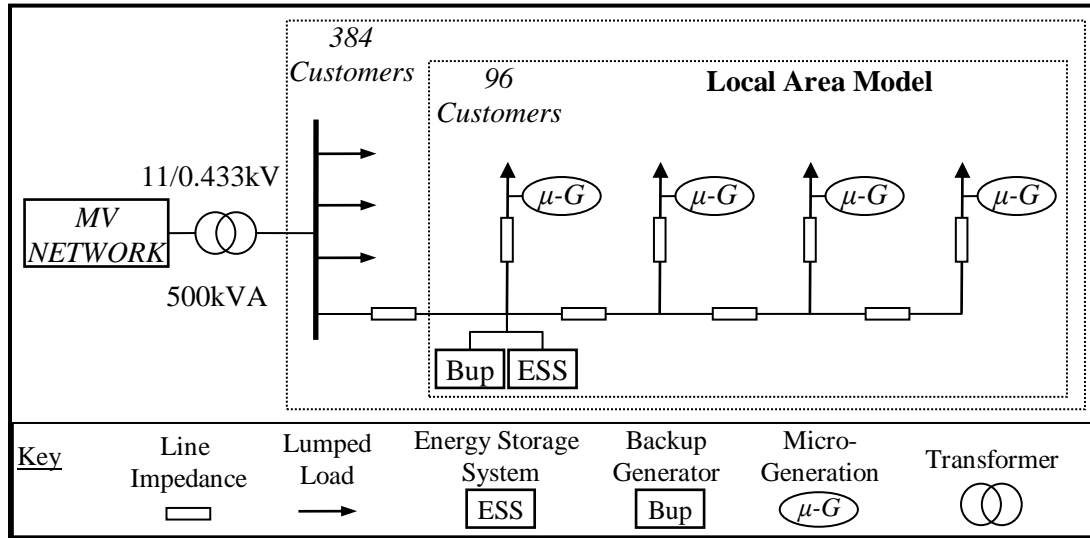 384
Customers
96
Customers
Local Area Model
11/0.433kV
MV
NETWORK
500kVA
μ-G
μ-G
μ-G
μ-G
Bup
ESS
Key
Line
Impedance
Lumped
Load
Energy Storage
System
ESS
Backup
Generator
Bup
Micro-
Generation
μ-G
Transformer